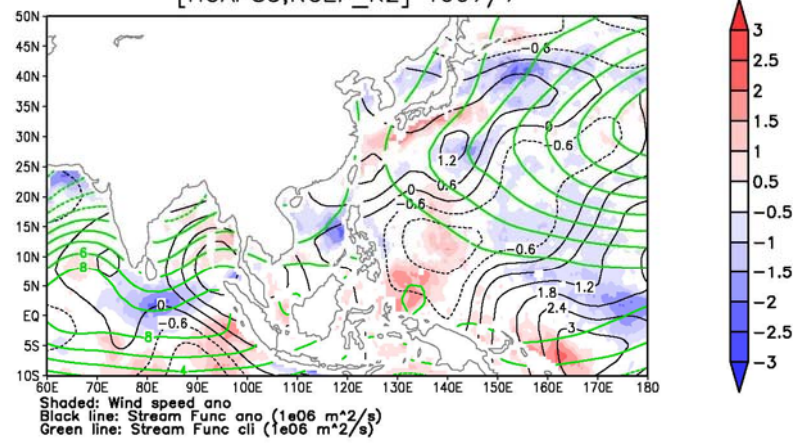 50N
45N
40N
35N
30N
25N
20N
15N
10N
5N
EQ
5S
10S
60E 70E 80E 90E 100E 110E 120E 130E 140E 150E 160E 170E 180
-0.6
0
-0.6
1.2
0.6
0
-0.6
-0.6
6
8
1.2
1.8
2.4
3
0
-0.6
8
4
3
2.5
2
1.5
1
0.5
-0.5
-1
-1.5
-2
-2.5
-3
Shaded: Wind speed ano
Black line: Stream Func ano (1e06 m^2/s)
Green line: Stream Func cli (1e06 m^2/s)